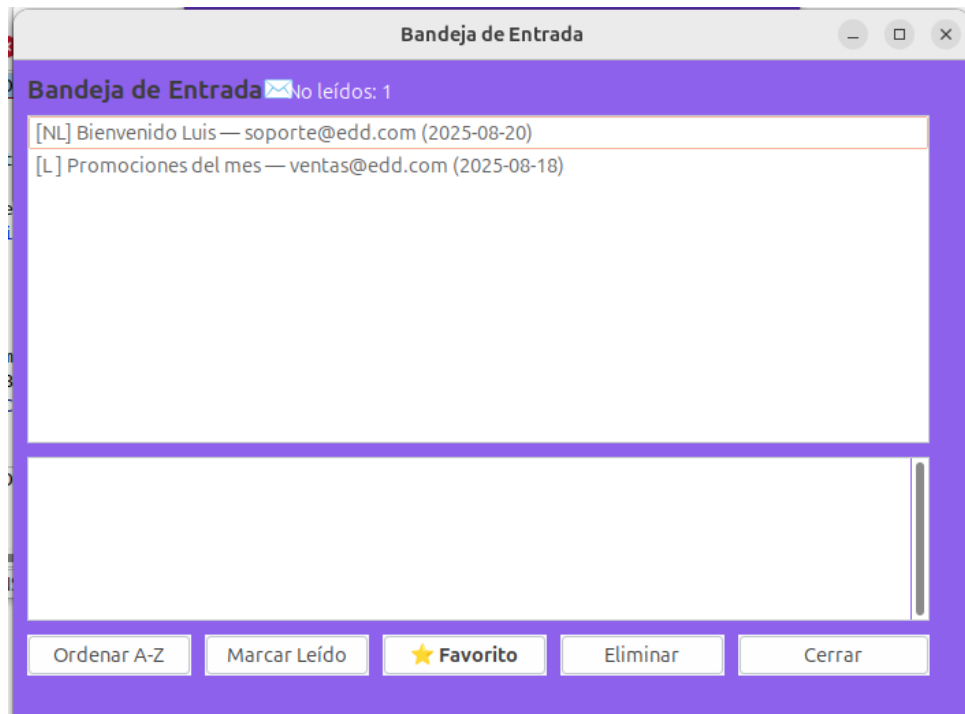 Bandeja de Entrada
Bandeja de Entrada✉️No leídos: 1
[NL] Bienvenido Luis — soporte@edd.com (2025-08-20)
[L ] Promociones del mes — ventas@edd.com (2025-08-18)
Ordenar A-Z
Marcar Leído
⭐ Favorito
Eliminar
Cerrar